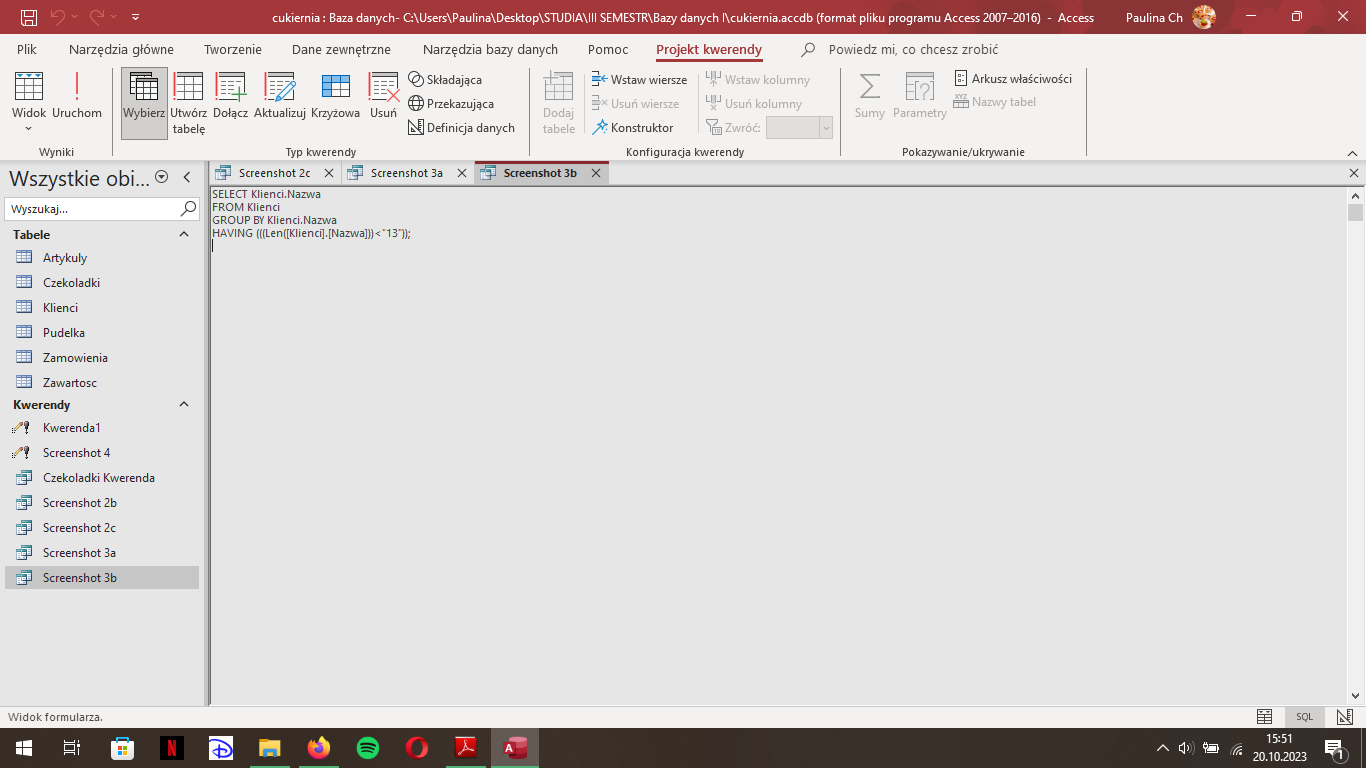 cukiernia : Baza danych- C:\Users\Paulina\Desktop\STUDIA\III SEMESTR\Bazy danych I\cukiernia.accdb (format pliku programu Access 2007–2016) - Access
Paulina Ch
Plik
Narzędzia główne
Tworzenie
Dane zewnętrzne
Narzędzia bazy danych
Pomoc
Projekt kwerendy
Powiedz mi, co chcesz zrobić
Widok
Uruchom
Wyniki
Wybierz
Utwórz
tabelę
Dołącz
Aktualizuj
Krzyżowa
Usuń
Składająca
Przekazująca
Definicja danych
Typ kwerendy
Dodaj
tabele
Wstaw wiersze
Usuń wiersze
Konstruktor
Wstaw kolumny
Usuń kolumny
Zwróć:
Konfiguracja kwerendy
Sumy
Parametry
Arkusz właściwości
XYZ
Nazwy tabel
Pokazywanie/ukrywanie
Wszystkie obi...
Wyszukaj...
Tabele
Artykuly
Czekoladki
Klienci
Pudelka
Zamowienia
Zawartosc
Kwerendy
Kwerenda1
Screenshot 4
Czekoladki Kwerenda
Screenshot 2b
Screenshot 2c
Screenshot 3a
Screenshot 3b
Screenshot 2c
Screenshot 3a
Screenshot 3b
SELECT Klienci.Nazwa
FROM Klienci
GROUP BY Klienci.Nazwa
HAVING (((Len([Klienci].[Nazwa]))<"13"));
Widok formularza.
SQL
15:51
20.10.2023
1